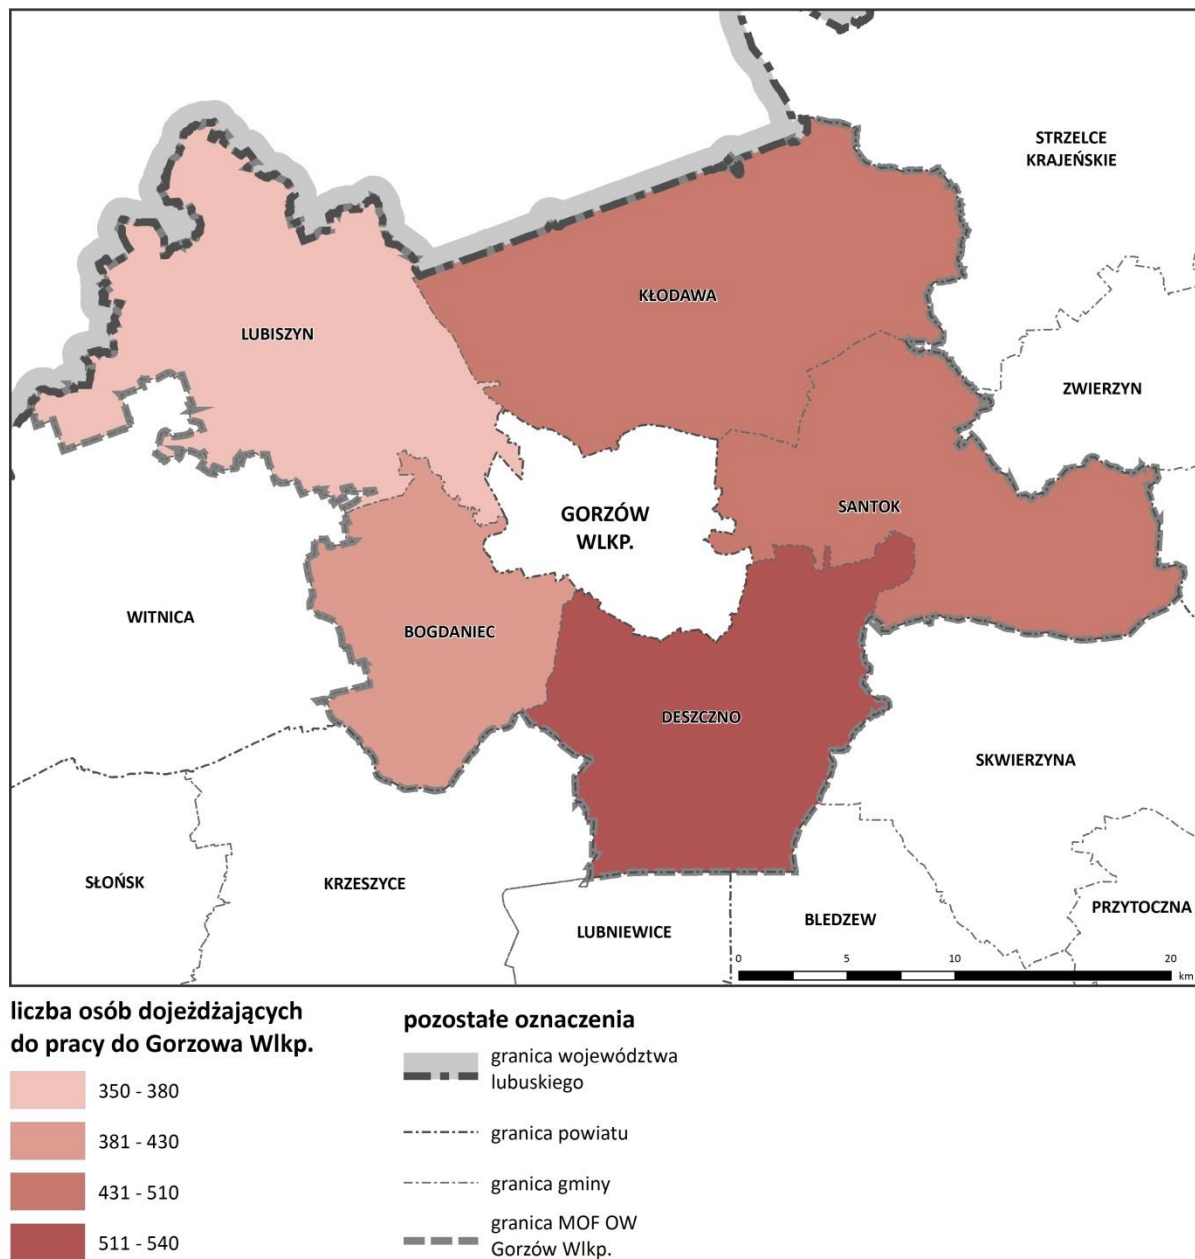 STRZELCE
KRAJEŃSKIE
KŁODAWA
LUBISZYN
ZWIERZYN
SANTOK
GORZÓW
WLKP.
WITNICA
BOGDANIEC
DESZCZNO
SKWIERZYNA
SŁOŃSK
KRZESZYCE
LUBNIEWICE
BLEDZEW
PRZYTOCZNA
0 5 10 20
km
liczba osób dojeżdżających
do pracy do Gorzowa Wlkp.
350 - 380
381 - 430
431 - 510
511 - 540
pozostałe oznaczenia
granica województwa
lubuskiego
granica powiatu
granica gminy
granica MOF OW
Gorzów Wlkp.